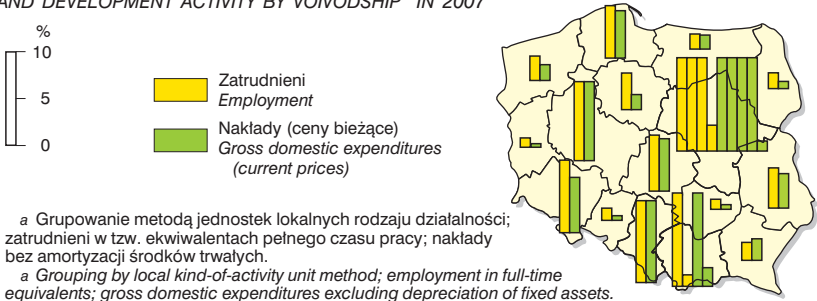 AND DEVELOPMENT ACTIVITY BY VOIVODSHIP IN 2007
%
10
5
0
Zatrudnieni
Employment
Nakłady (ceny bieżące)
Gross domestic expenditures
(current prices)
a Grupowanie metodą jednostek lokalnych rodzaju działalności;
zatrudnieni w tzw. ekwiwalentach pełnego czasu pracy; nakłady
bez amortyzacji środków trwałych.
a Grouping by local kind-of-activity unit method; employment in full-time
equivalents; gross domestic expenditures excluding depreciation of fixed assets.